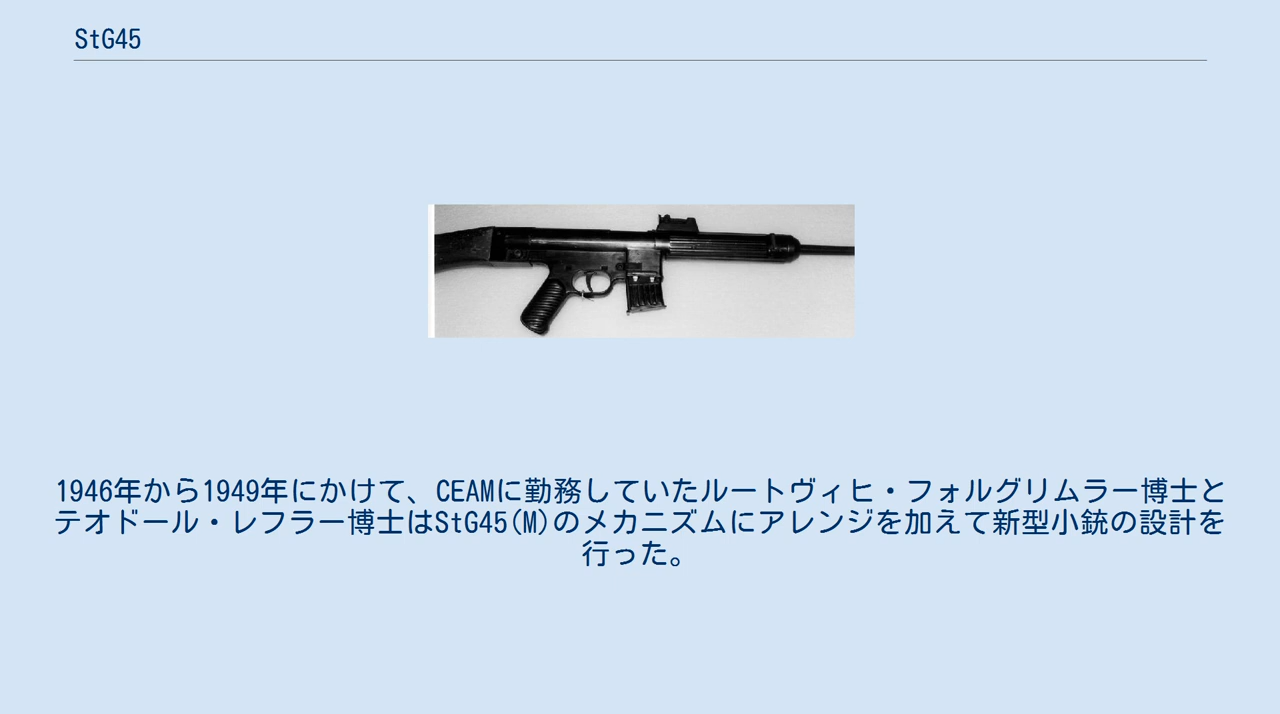 StG45
1946年から1949年にかけて、CEAMに勤務していたルートヴィヒ・フォルグリムラー博士と
テオドール・レフラー博士はStG45(M)のメカニズムにアレンジを加えて新型小銃の設計を
行った。